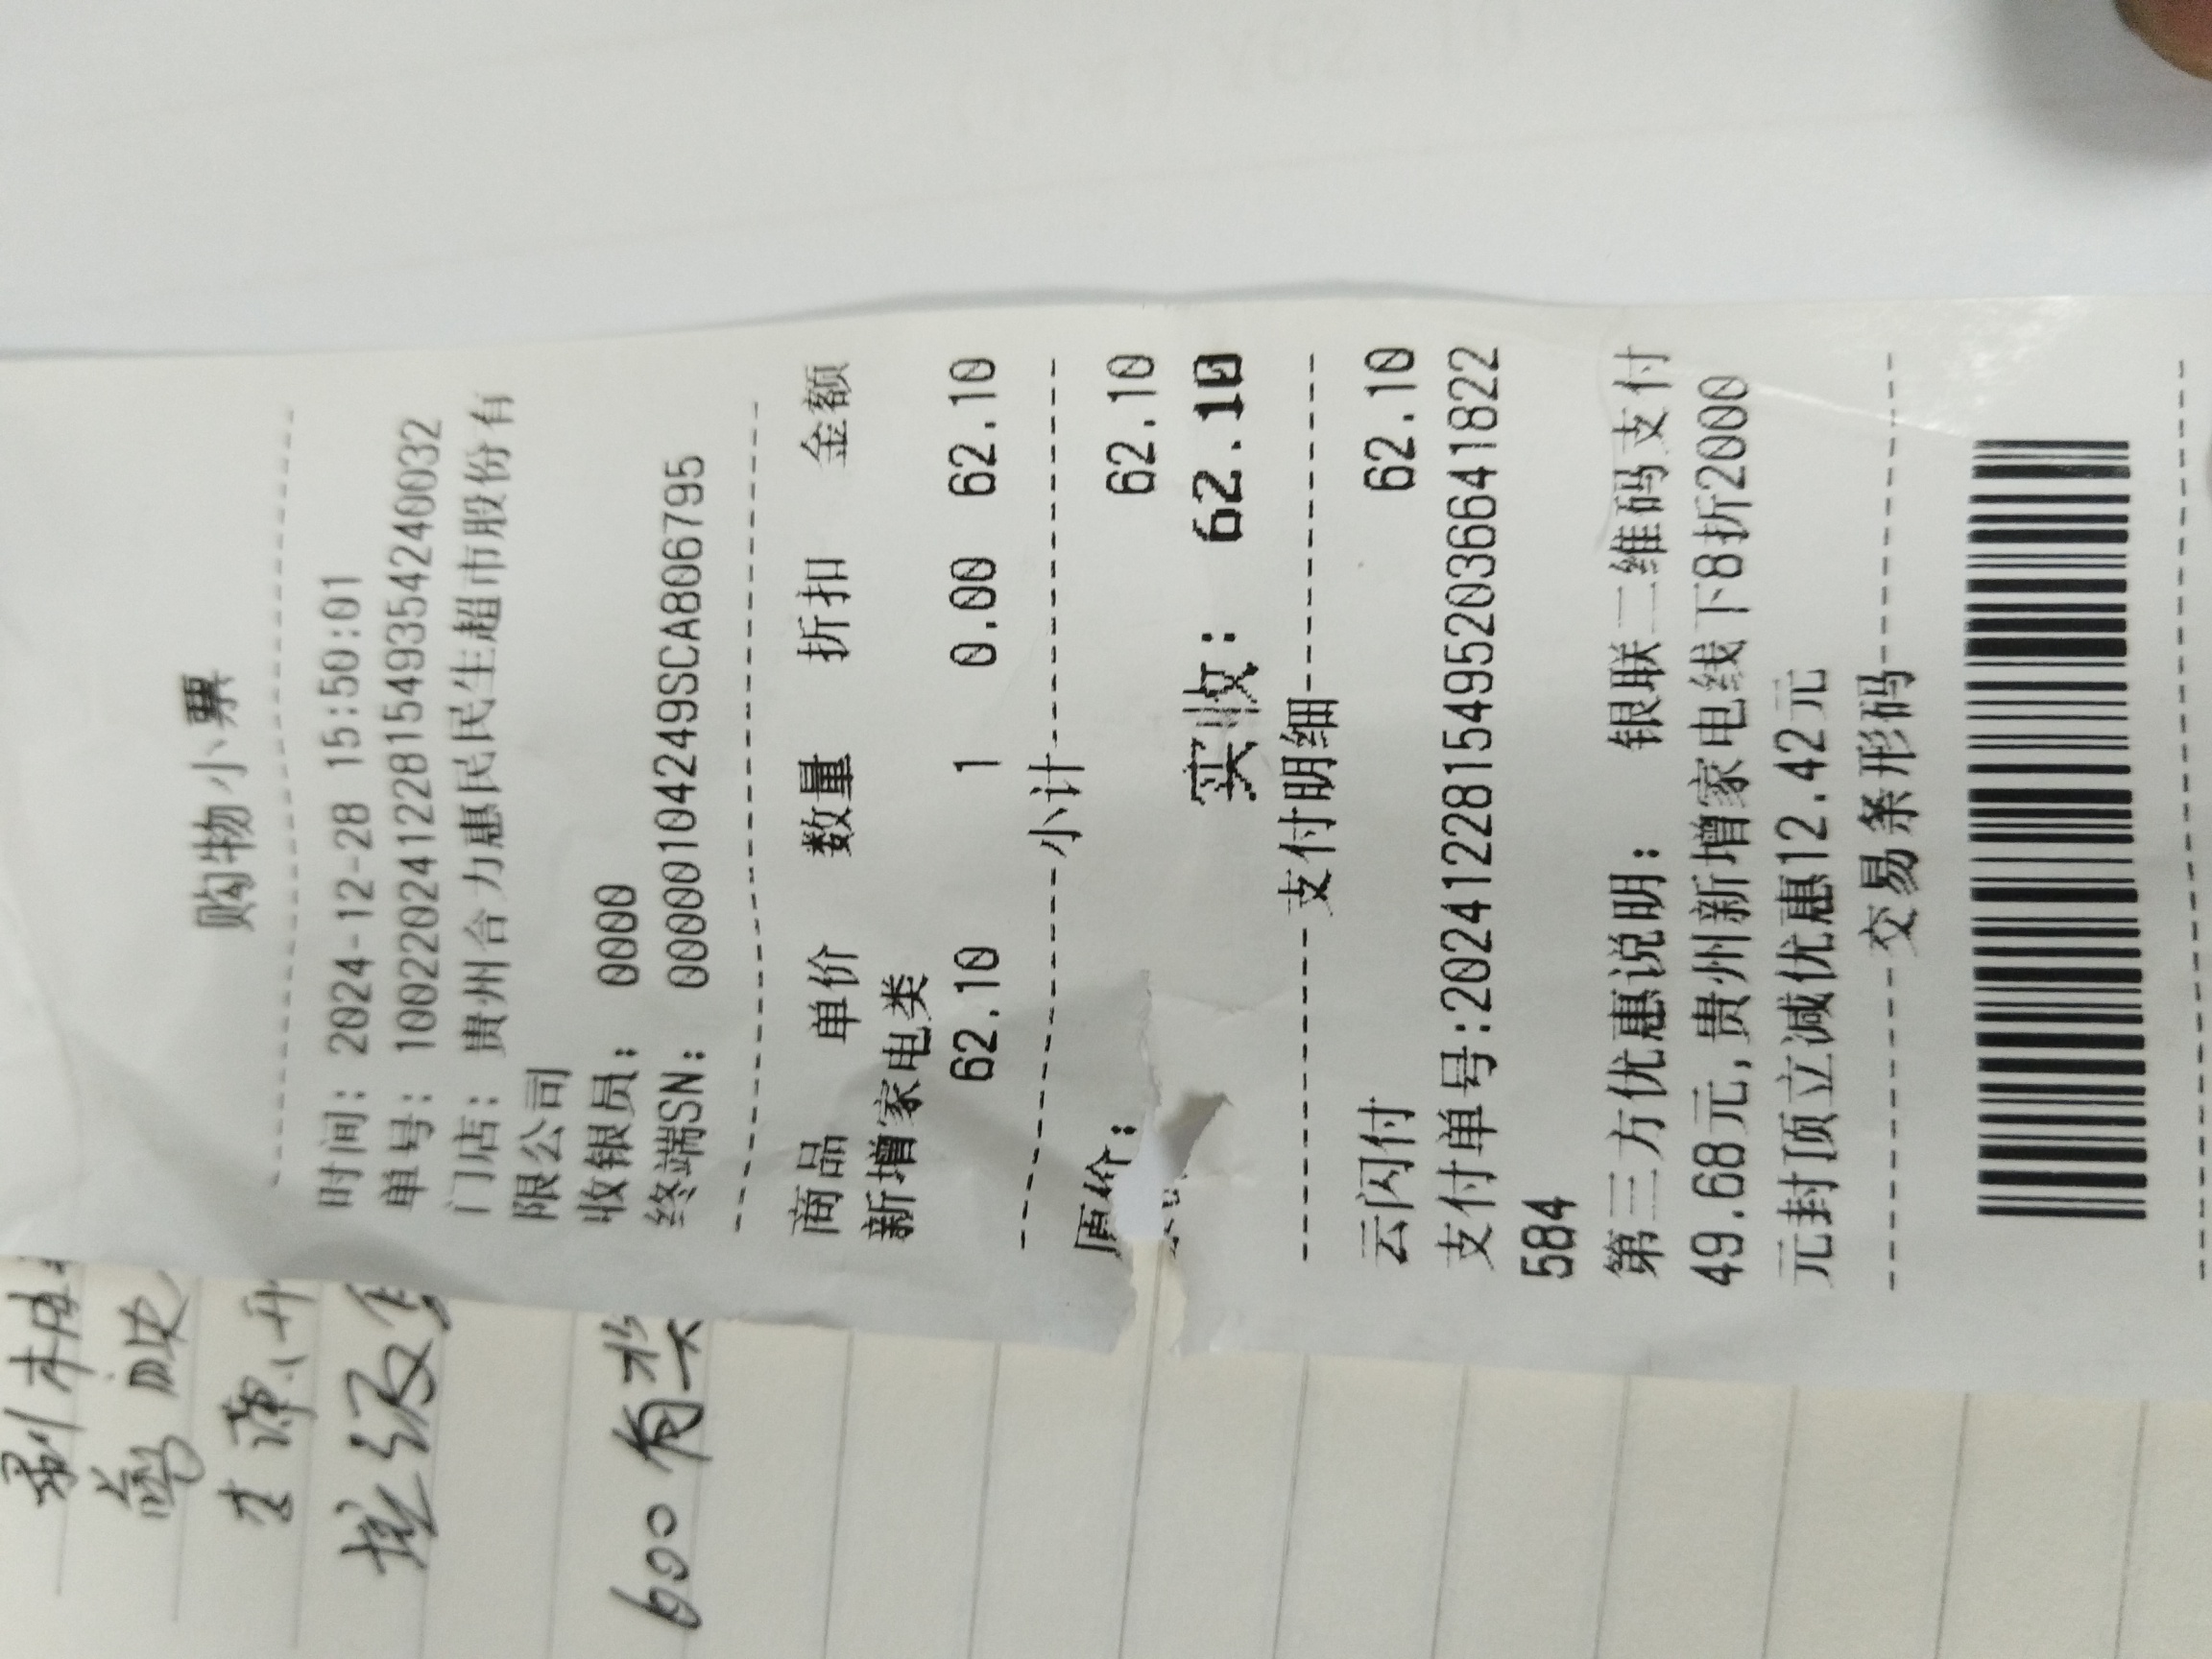 购物小票
时间: 2024-12-28 15:50:01
单号: 100220241228154935424 0032
门店: 贵州合力惠民民生超市股份有
限公司
收银员: 0000
终端SN: 00000104249SCA806795
商品 单价 数量 折扣 金额
新增家电类
62.10 1 0.00 62.10
小计
原价: 62.10
实收: 62.10
支付明细
云闪付 62.10
支付单号:20241228154952036641822
584
第三方优惠说明: 银联二维码支付
49.68元,贵州新增家电线下8折2000
元封顶立减优惠12.42元
交易条形码
600 有奖